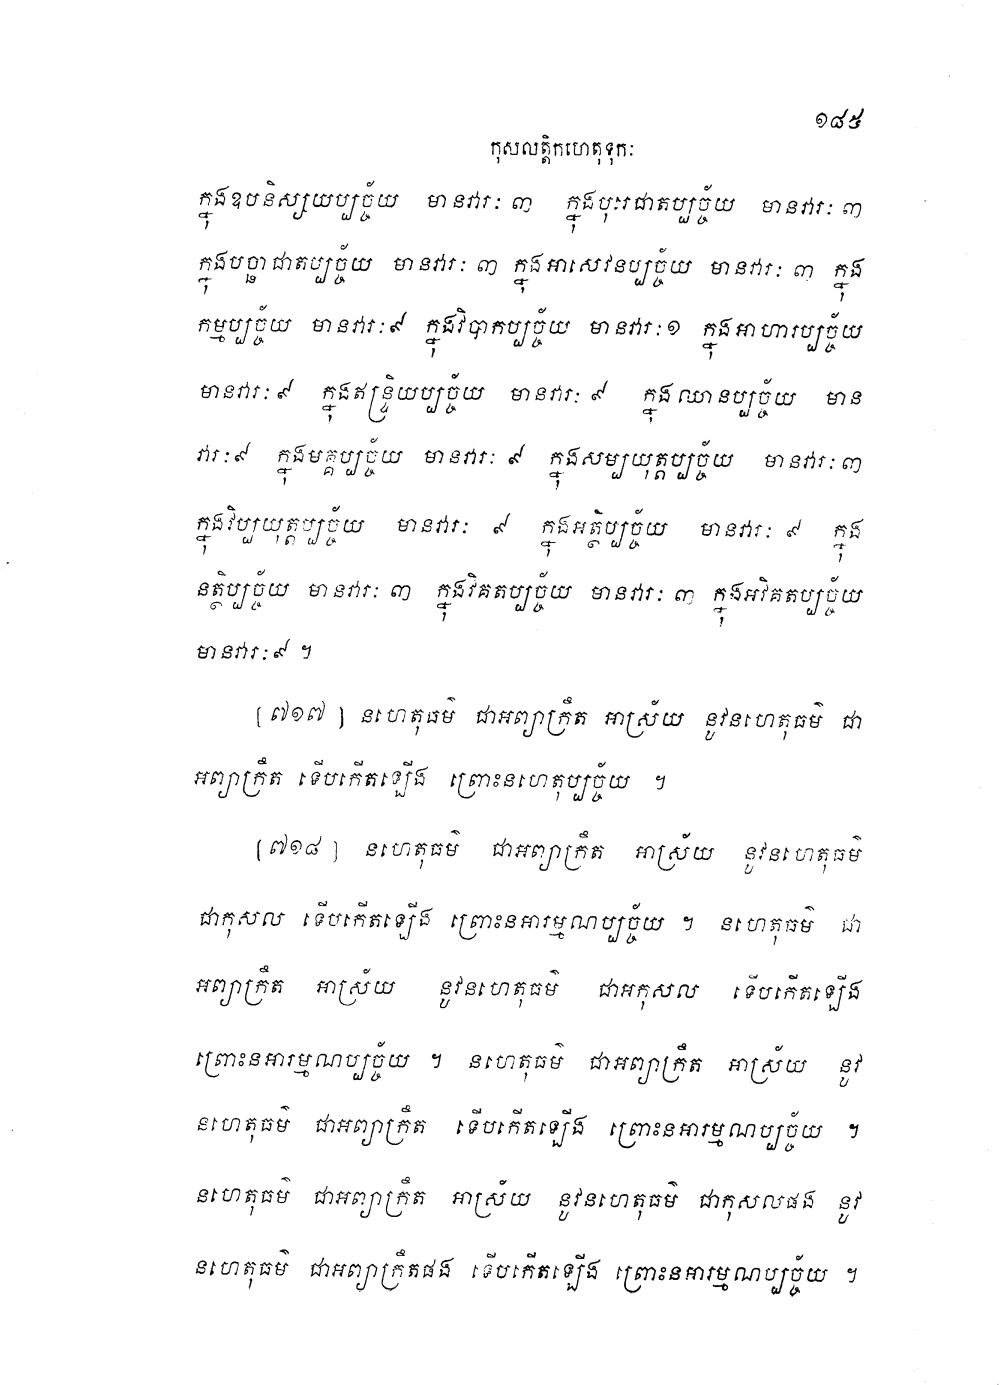 ១៨៥
កុសលត្តិកហេតុទុកៈ
ក្នុងឧបនិស្សយប្បច្ច័យ មានវារៈ ៣ ក្នុងបុរេជាតប្បច្ច័យ មានវារៈ ៣
ក្នុងបច្ឆាជាតប្បច្ច័យ មានវារៈ ៣ ក្នុងអាសេវនប្បច្ច័យ មានវារៈ ៣ ក្នុង
កម្មប្បច្ច័យ មានវារៈ ៩ ក្នុងវិបាកប្បច្ច័យ មានវារៈ ១ ក្នុងអាហារប្បច្ច័យ
មានវារៈ ៩ ក្នុងឥន្ទ្រិយប្បច្ច័យ មានវារៈ ៩ ក្នុងឈានប្បច្ច័យ មាន
វារៈ ៩ ក្នុងមគ្គប្បច្ច័យ មានវារៈ ៩ ក្នុងសម្បយុត្តប្បច្ច័យ មានវារៈ ៣
ក្នុងវិប្បយុត្តប្បច្ច័យ មានវារៈ ៩ ក្នុងអត្ថិប្បច្ច័យ មានវារៈ ៩ ក្នុង
នត្ថិប្បច្ច័យ មានវារៈ ៣ ក្នុងវិគតប្បច្ច័យ មានវារៈ ៣ ក្នុងអវិគតប្បច្ច័យ
មានវារៈ ៩ ។
[៧១៧] នហេតុធម៌ ជាអព្យាក្រឹត អាស្រ័យ នូវនហេតុធម៌ ជា
អព្យាក្រឹត ទើបកើតឡើង ព្រោះនហេតុប្បច្ច័យ ។
[៧១៨] នហេតុធម៌ ជាអព្យាក្រឹត អាស្រ័យ នូវនហេតុធម៌
ជាកុសល ទើបកើតឡើង ព្រោះនអារម្មណប្បច្ច័យ ។ នហេតុធម៌ ជា
អព្យាក្រឹត អាស្រ័យ នូវនហេតុធម៌ ជាអកុសល ទើបកើតឡើង
ព្រោះនអារម្មណប្បច្ច័យ ។ នហេតុធម៌ ជាអព្យាក្រឹត អាស្រ័យ នូវ
នហេតុធម៌ ជាអព្យាក្រឹត ទើបកើតឡើង ព្រោះនអារម្មណប្បច្ច័យ ។
នហេតុធម៌ ជាអព្យាក្រឹត អាស្រ័យ នូវនហេតុធម៌ ជាកុសលផង នូវ
នហេតុធម៌ ជាអព្យាក្រឹតផង ទើបកើតឡើង ព្រោះនអារម្មណប្បច្ច័យ ។